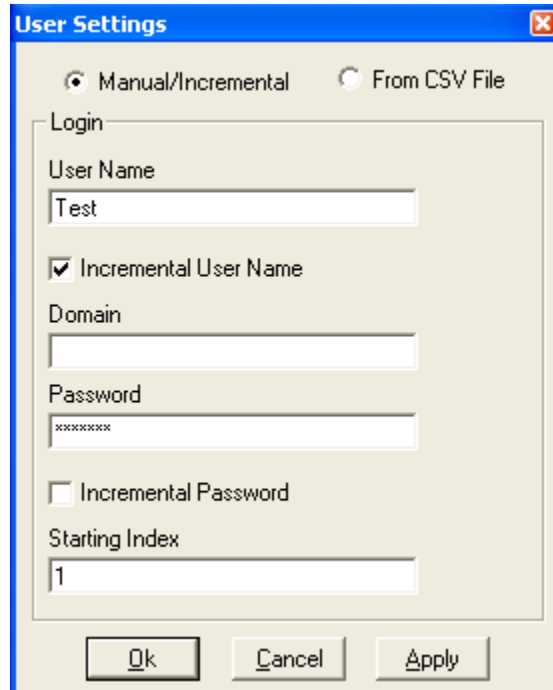 User Settings
Manual/Incremental From CSV File
Login
User Name
Test
Incremental User Name
Domain
Password
*******
Incremental Password
Starting Index
1
Ok Cancel Apply